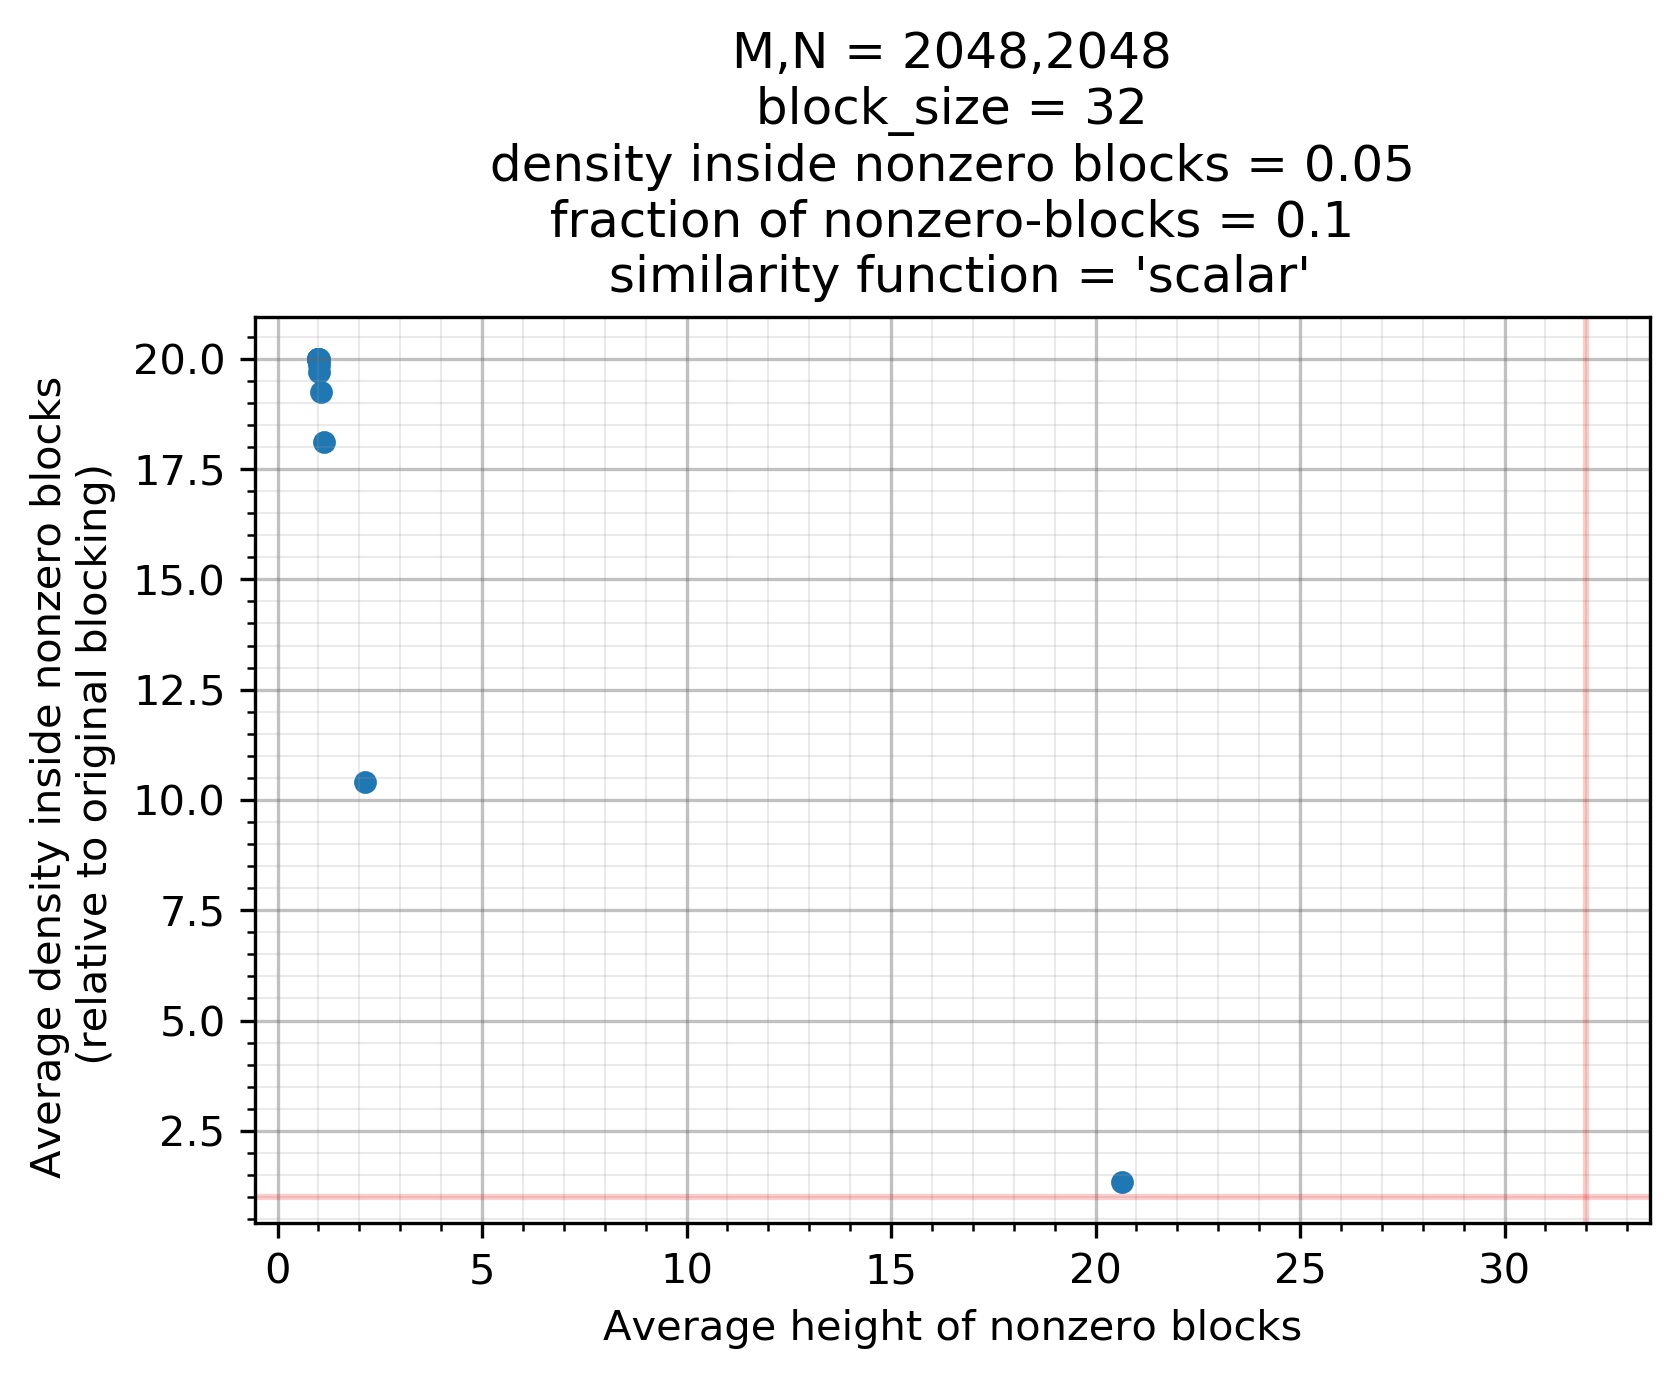 M,N = 2048,2048
block_size = 32
density inside nonzero blocks = 0.05
fraction of nonzero-blocks = 0.1
similarity function = 'scalar'
Average density inside nonzero blocks
(relative to original blocking)
20.0
17.5
15.0
12.5
10.0
7.5
5.0
2.5
0 5 10 15 20 25 30
Average height of nonzero blocks